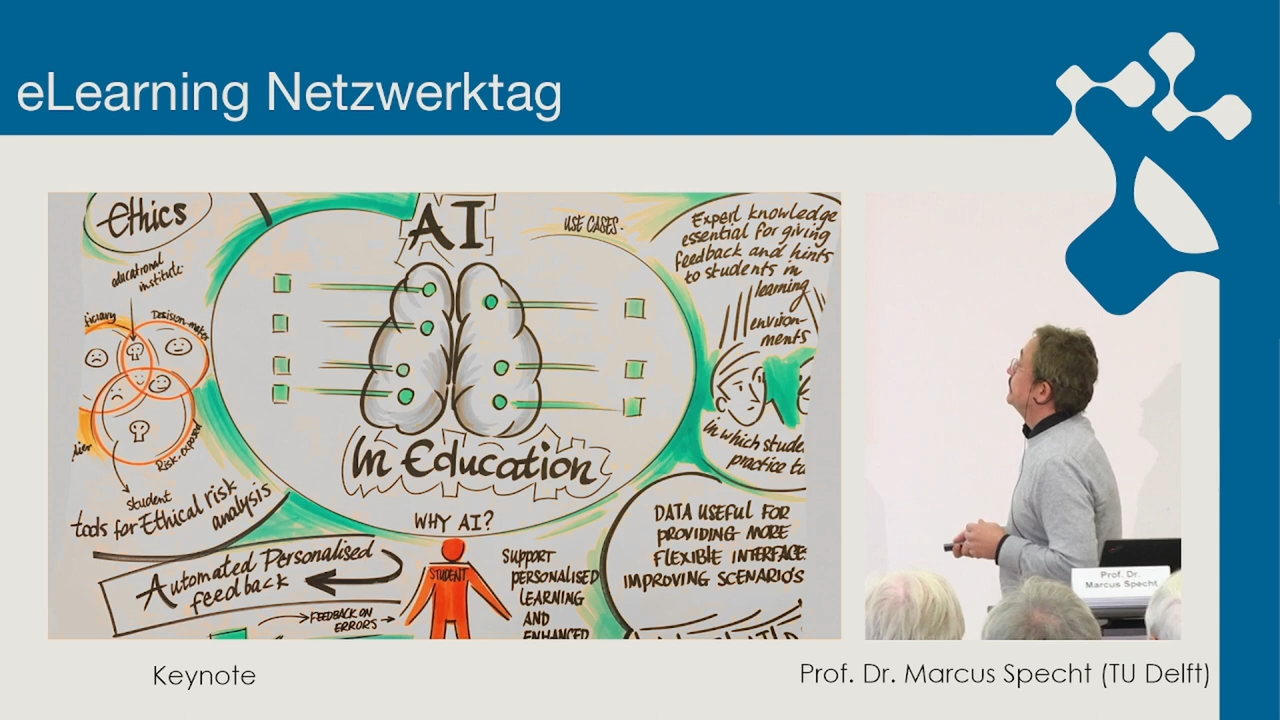 eLearning Netzwerktag
Ethics
educational
institute
Decision-maker
Risk-exposed
student
tools for Ethical risk
analysis
AI
In Education
USE CASES
Expert knowledge
essential for giving
feedback and hints
to students in
learning
environ-
ments
in which stude
practice to
WHY AI?
Automated Personalised
feedback
FEEDBACK ON
ERRORS
STUDENT
SUPPORT
PERSONALISED
LEARNING
AND
ENHANCED
DATA USEFUL FOR
PROVIDING MORE
FLEXIBLE INTERFACE
IMPROVING SCENARIOS
Prof. Dr.
Marcus Specht
Keynote
Prof. Dr. Marcus Specht (TU Delft)